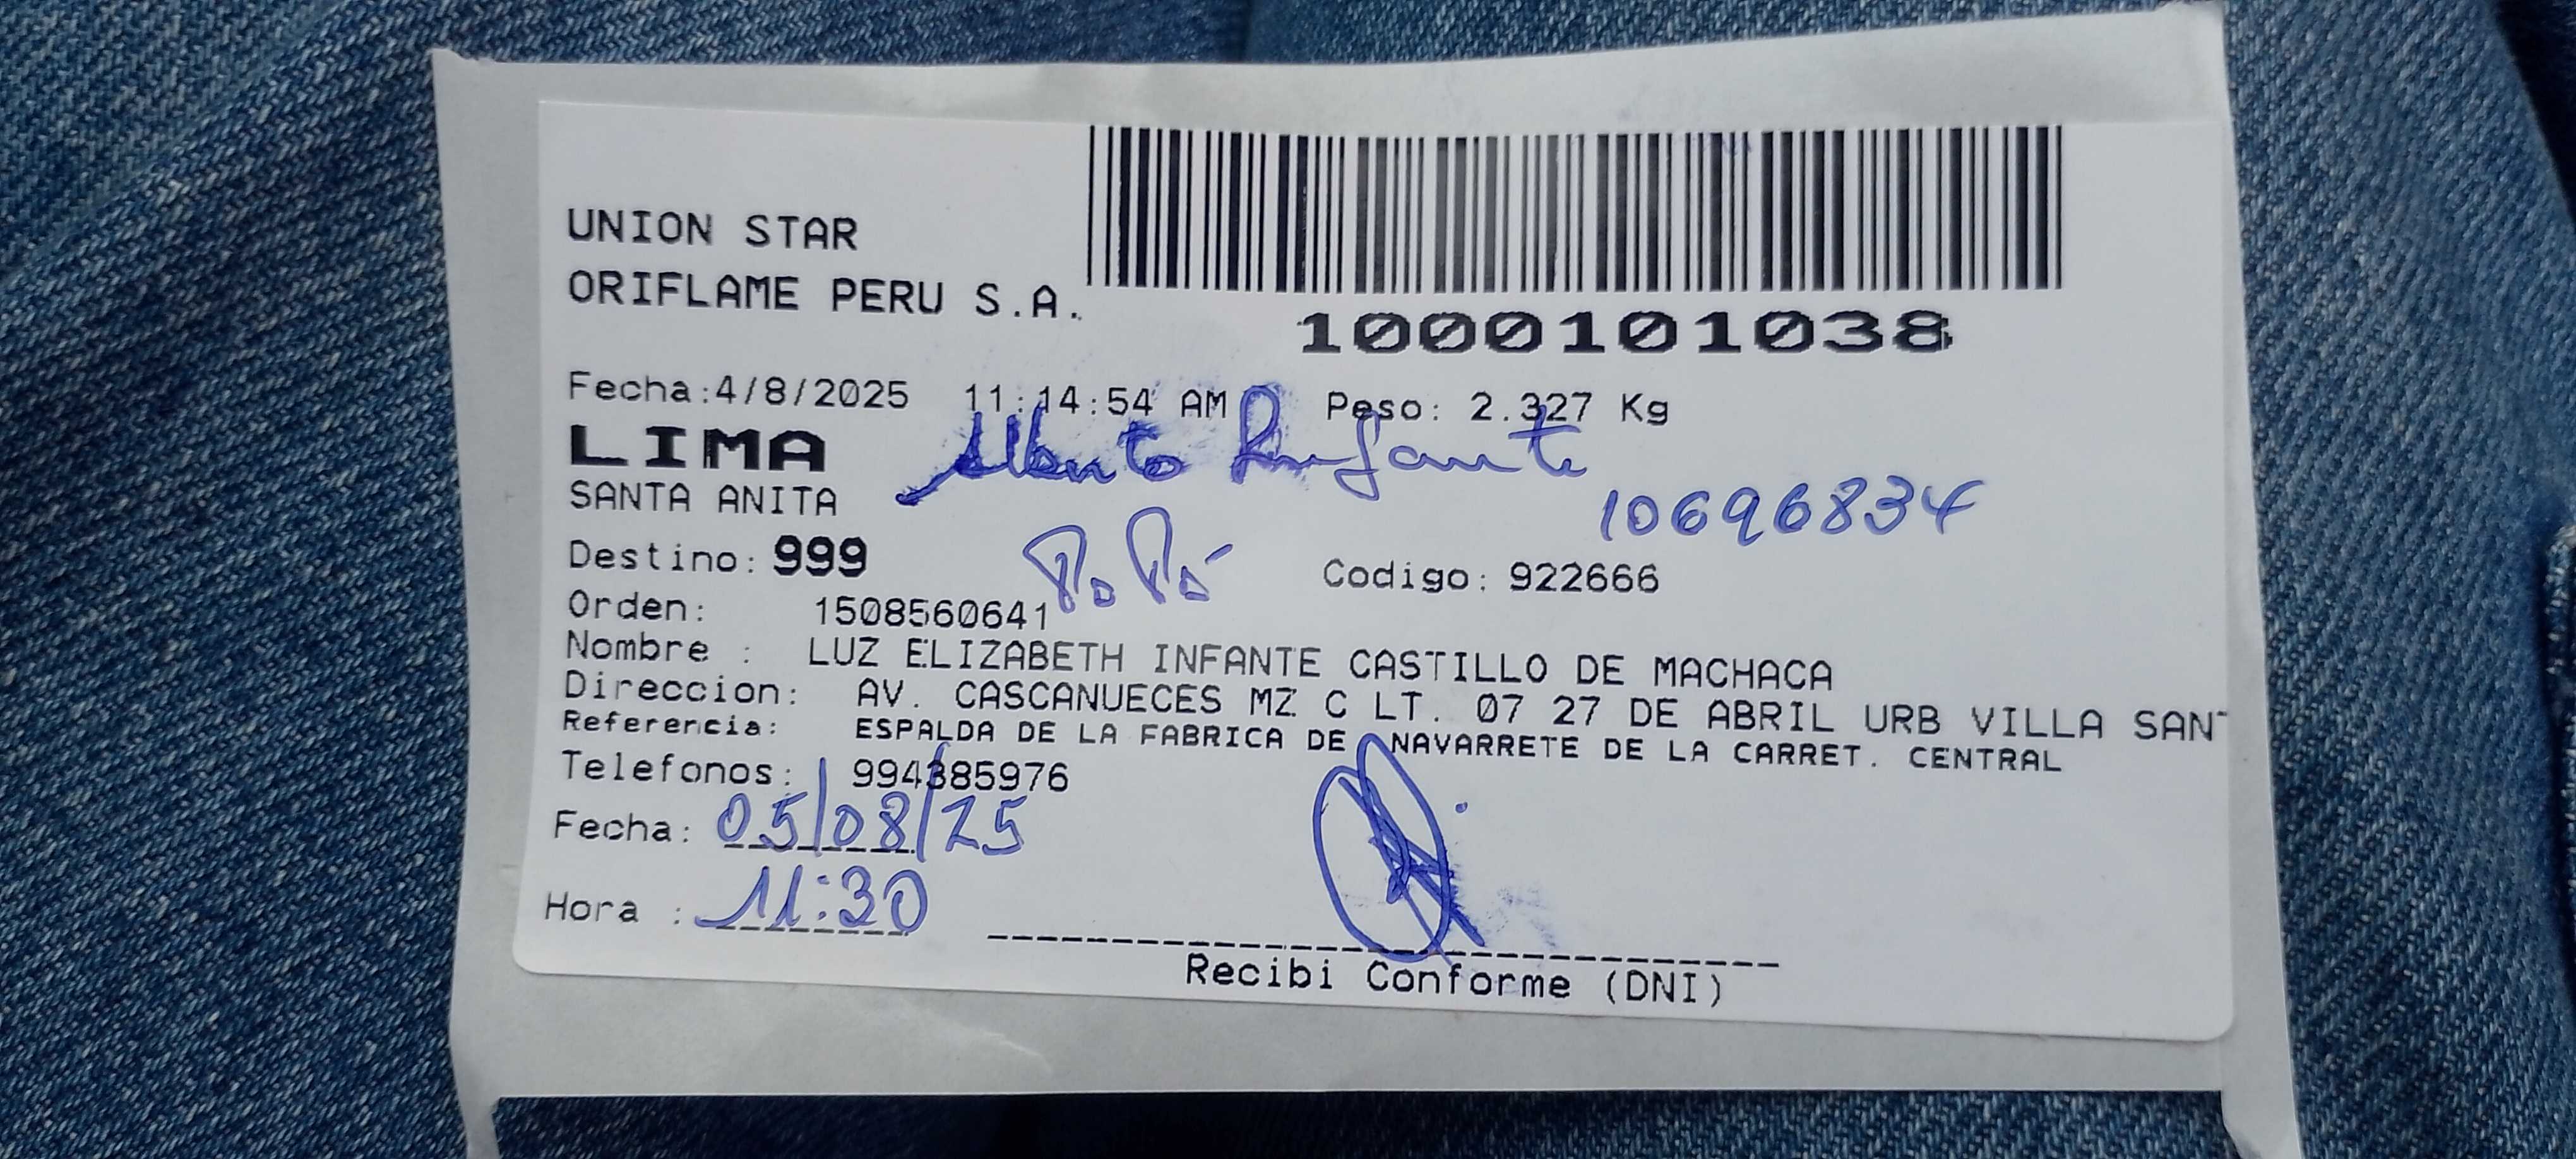 UNION STAR
ORIFLAME PERU S.A.
1000101038
Fecha:4/8/2025 11:14:54 AM Peso: 2.327 Kg
LIMA
Alberto
SANTA ANITA
10696834
Destino: 999
PaPá
Codigo: 922666
Orden: 1508560641
Nombre : LUZ ELIZABETH INFANTE CASTILLO DE MACHACA
Direccion: AV. CASCANUECES MZ C LT. 07 27 DE ABRIL URB VILLA SAN
Referencia: ESPALDA DE LA FABRICA DE NAVARRETE DE LA CARRET. CENTRAL
Telefonos: 994385976
Fecha: 05/08/25
Hora : 11:30
Recibi Conforme (DNI)